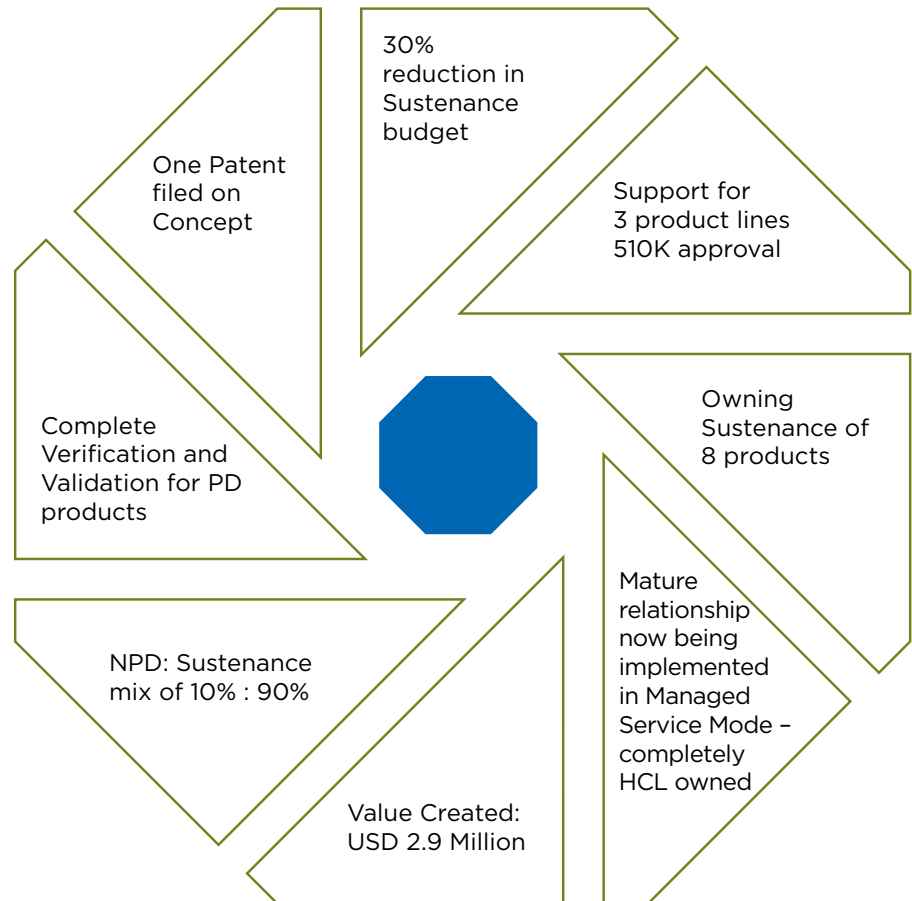 30%
reduction in
Sustenance
budget
Support for
3 product lines
510K approval
Owning
Sustenance of
8 products
Mature
relationship
now being
implemented
in Managed
Service Mode –
completely
HCL owned
Value Created:
USD 2.9 Million
NPD: Sustenance
mix of 10% : 90%
Complete
Verification and
Validation for PD
products
One Patent
filed on
Concept